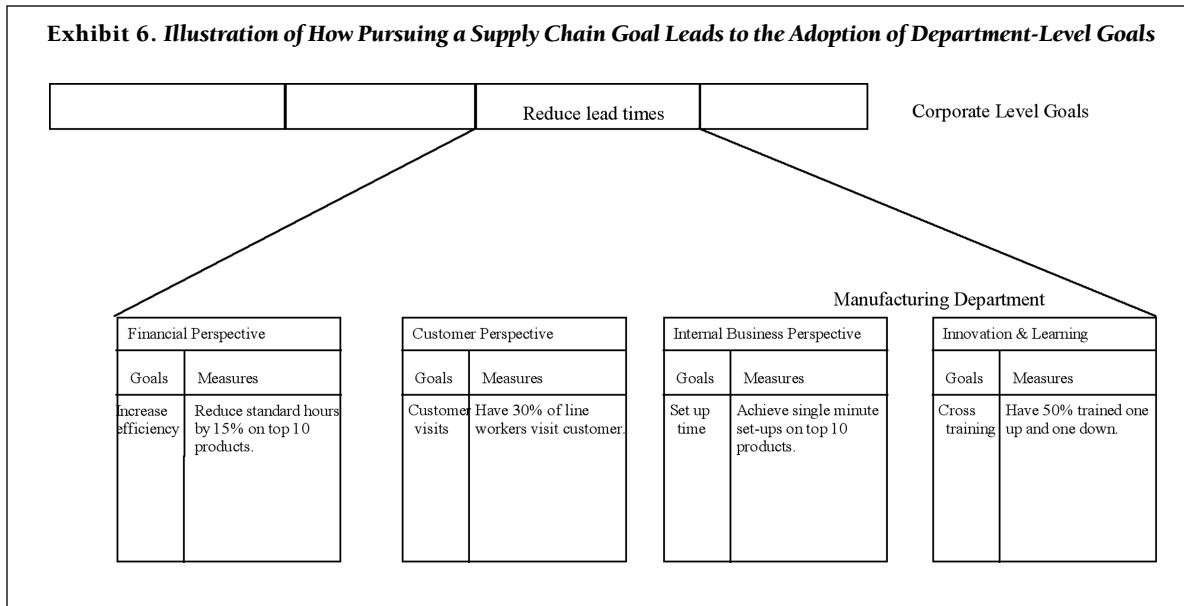 Exhibit 6. Illustration of How Pursuing a Supply Chain Goal Leads to the Adoption of Department-Level Goals
Reduce lead times
Corporate Level Goals
Manufacturing Department
Financial Perspective
Goals
Measures
Increase
efficiency
Reduce standard hours
by 15% on top 10
products.
Customer Perspective
Goals
Measures
Customer
visits
Have 30% of line
workers visit customer.
Internal Business Perspective
Goals
Measures
Set up
time
Achieve single minute
set-ups on top 10
products.
Innovation & Learning
Goals
Measures
Cross
training
Have 50% trained one
up and one down.